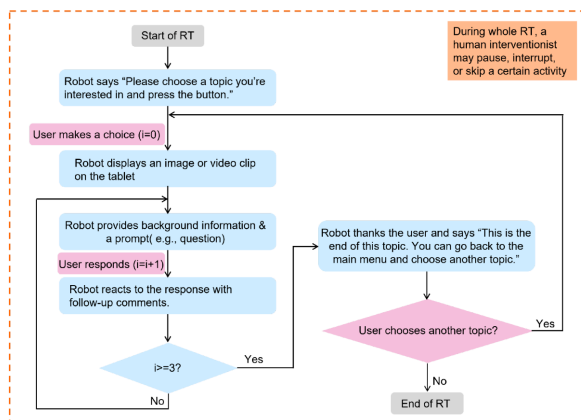 Start of RT
During whole RT, a
human interventionist
may pause, interrupt,
or skip a certain activity
Robot says “Please choose a topic you’re
interested in and press the button.”
User makes a choice (i=0)
Robot displays an image or video clip
on the tablet
Robot provides background information &
a prompt( e.g., question)
User responds (i=i+1)
Robot reacts to the response with
follow-up comments.
i>=3?
Yes
No
Robot thanks the user and says “This is the
end of this topic. You can go back to the
main menu and choose another topic.”
User chooses another topic?
Yes
No
End of RT